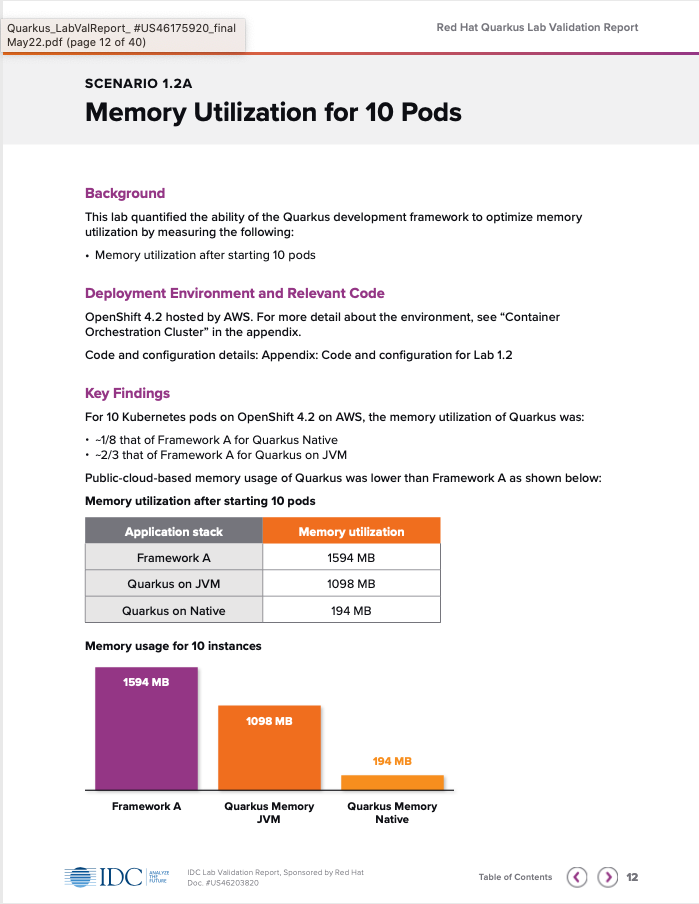 Quarkus_LabValReport_ #US46175920_final
May22.pdf (page 12 of 40)
Red Hat Quarkus Lab Validation Report
SCENARIO 1.2A
Memory Utilization for 10 Pods
Background
This lab quantified the ability of the Quarkus development framework to optimize memory
utilization by measuring the following:
• Memory utilization after starting 10 pods
Deployment Environment and Relevant Code
OpenShift 4.2 hosted by AWS. For more detail about the environment, see “Container
Orchestration Cluster” in the appendix.
Code and configuration details: Appendix: Code and configuration for Lab 1.2
Key Findings
For 10 Kubernetes pods on OpenShift 4.2 on AWS, the memory utilization of Quarkus was:
• ~1/8 that of Framework A for Quarkus Native
• ~2/3 that of Framework A for Quarkus on JVM
Public-cloud-based memory usage of Quarkus was lower than Framework A as shown below:
Memory utilization after starting 10 pods
Application stack Memory utilization
Framework A 1594 MB
Quarkus on JVM 1098 MB
Quarkus on Native 194 MB
Memory usage for 10 instances
1594 MB
1098 MB
194 MB
Framework A
Quarkus Memory
JVM
Quarkus Memory
Native
IDC
ANALYZE
THE
FUTURE
IDC Lab Validation Report, Sponsored by Red Hat
Doc. #US46203820
Table of Contents
12